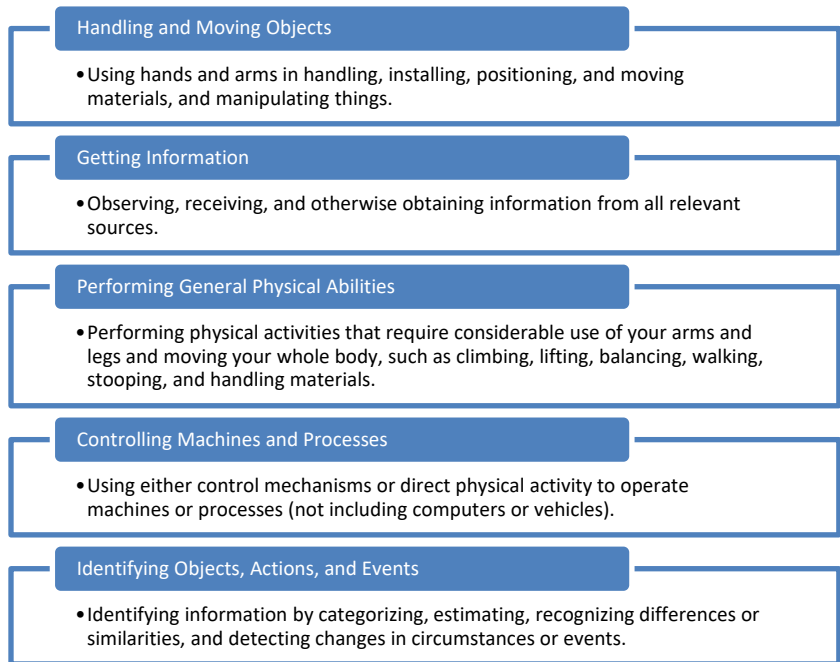 Handling and Moving Objects
•Using hands and arms in handling, installing, positioning, and moving
materials, and manipulating things.
Getting Information
•Observing, receiving, and otherwise obtaining information from all relevant
sources.
Performing General Physical Abilities
•Performing physical activities that require considerable use of your arms and
legs and moving your whole body, such as climbing, lifting, balancing, walking,
stooping, and handling materials.
Controlling Machines and Processes
•Using either control mechanisms or direct physical activity to operate
machines or processes (not including computers or vehicles).
Identifying Objects, Actions, and Events
•Identifying information by categorizing, estimating, recognizing differences or
similarities, and detecting changes in circumstances or events.